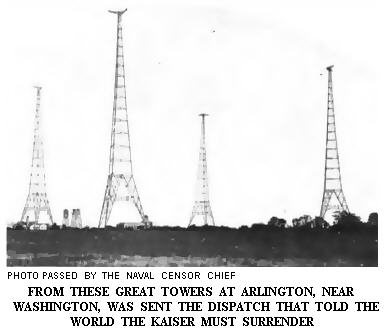 PHOTO PASSED BY THE NAVAL CENSOR CHIEF
FROM THESE GREAT TOWERS AT ARLINGTON, NEAR
WASHINGTON, WAS SENT THE DISPATCH THAT TOLD THE
WORLD THE KAISER MUST SURRENDER